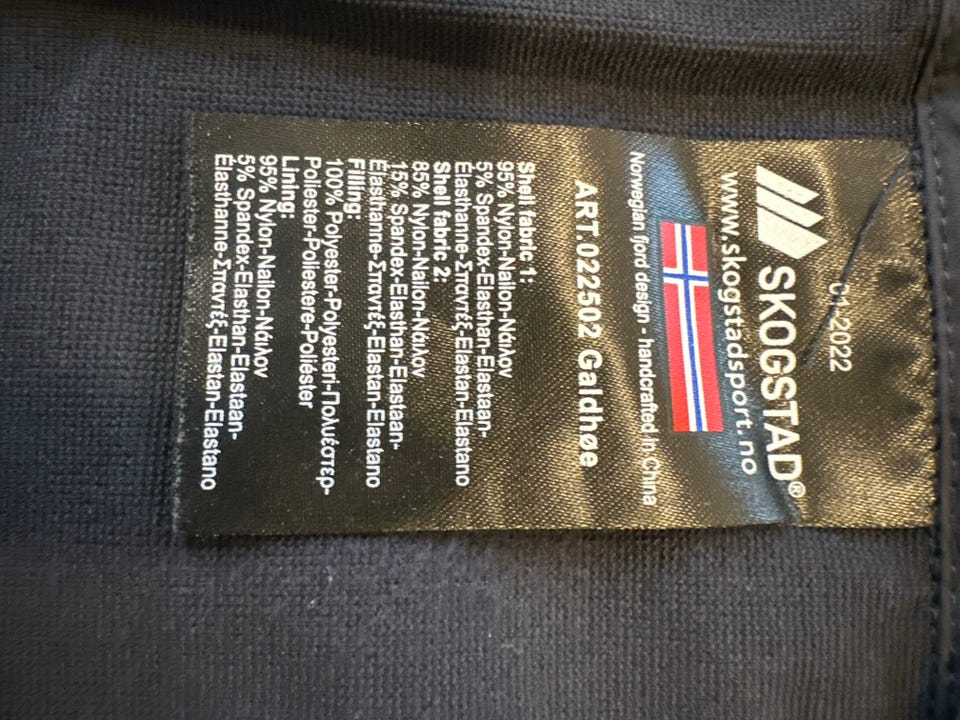 01-2022
SKOGSTAD®
www.skogstadsport.no
Norwegian fjord design - handcrafted in China
ART.022502 Galdhøe
Shell fabric 1:
95% Nylon-Nailon-Νάιλον
5% Spandex-Elasthan-Elastaan-
Élasthanne-Σπαντέξ-Elastan-Elastano
Shell fabric 2:
85% Nylon-Nailon-Νάιλον
15% Spandex-Elasthan-Elastaan-
Élasthanne-Σπαντέξ-Elastan-Elastano
Filling:
100% Polyester-Polyesteri-Πολυέστερ-
Poliester-Poliestere-Poliéster
Lining:
95% Nylon-Nailon-Νάιλον
5% Spandex-Elasthan-Elastaan-
Élasthanne-Σπαντέξ-Elastan-Elastano